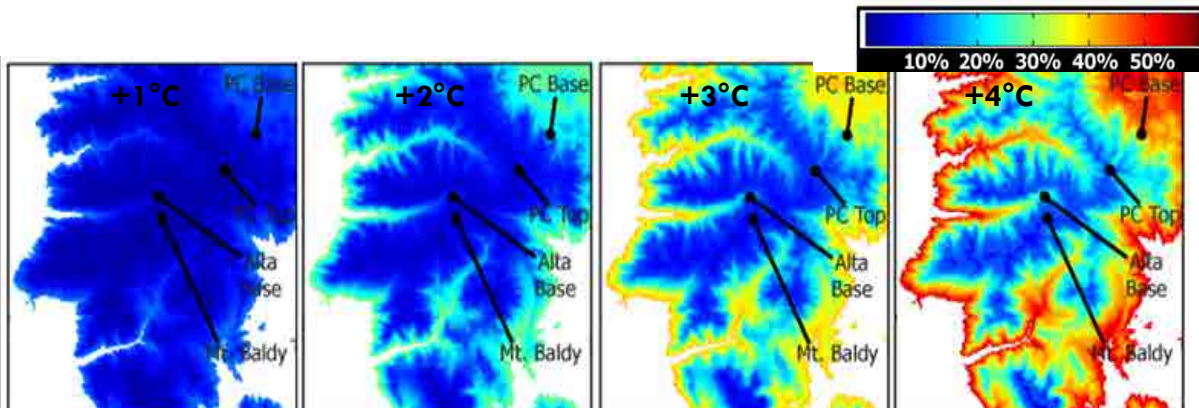 10% 20% 30% 40% 50%
+1°C
PC Base
PC Top
Alta
Base
Mt. Baldy
+2°C
PC Base
PC Top
Alta
Base
Mt. Baldy
+3°C
PC Base
PC Top
Alta
Base
Mt. Baldy
+4°C
PC Base
PC Top
Alta
Base
Mt. Baldy